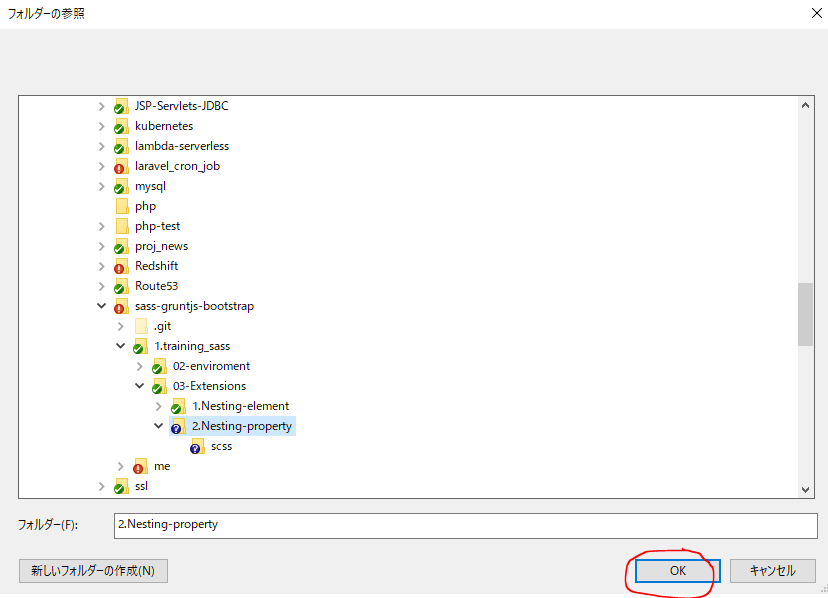 フォルダーの参照
JSP-Servlets-JDBC
kubernetes
lambda-serverless
laravel_cron_job
mysql
php
php-test
proj_news
Redshift
Route53
sass-gruntjs-bootstrap
.git
1.training_sass
02-enviroment
03-Extensions
1.Nesting-element
2.Nesting-property
scss
me
ssl
フォルダー(F):
2.Nesting-property
新しいフォルダーの作成(N)
OK
キャンセル